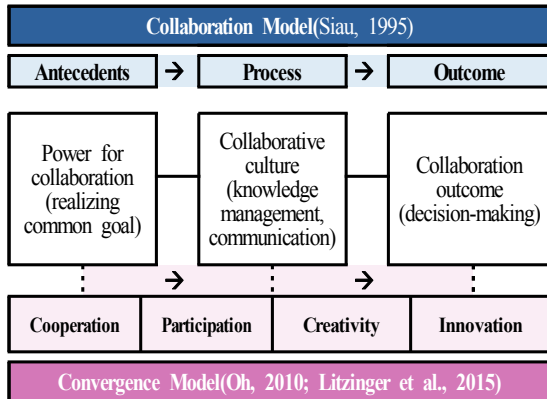 Collaboration Model(Siau, 1995)
Antecedents → Process → Outcome
Power for
collaboration
(realizing
common goal)
Collaborative
culture
(knowledge
management,
communication)
Collaboration
outcome
(decision-making)
→ →
Cooperation Participation Creativity Innovation
Convergence Model(Oh, 2010; Litzinger et al., 2015)